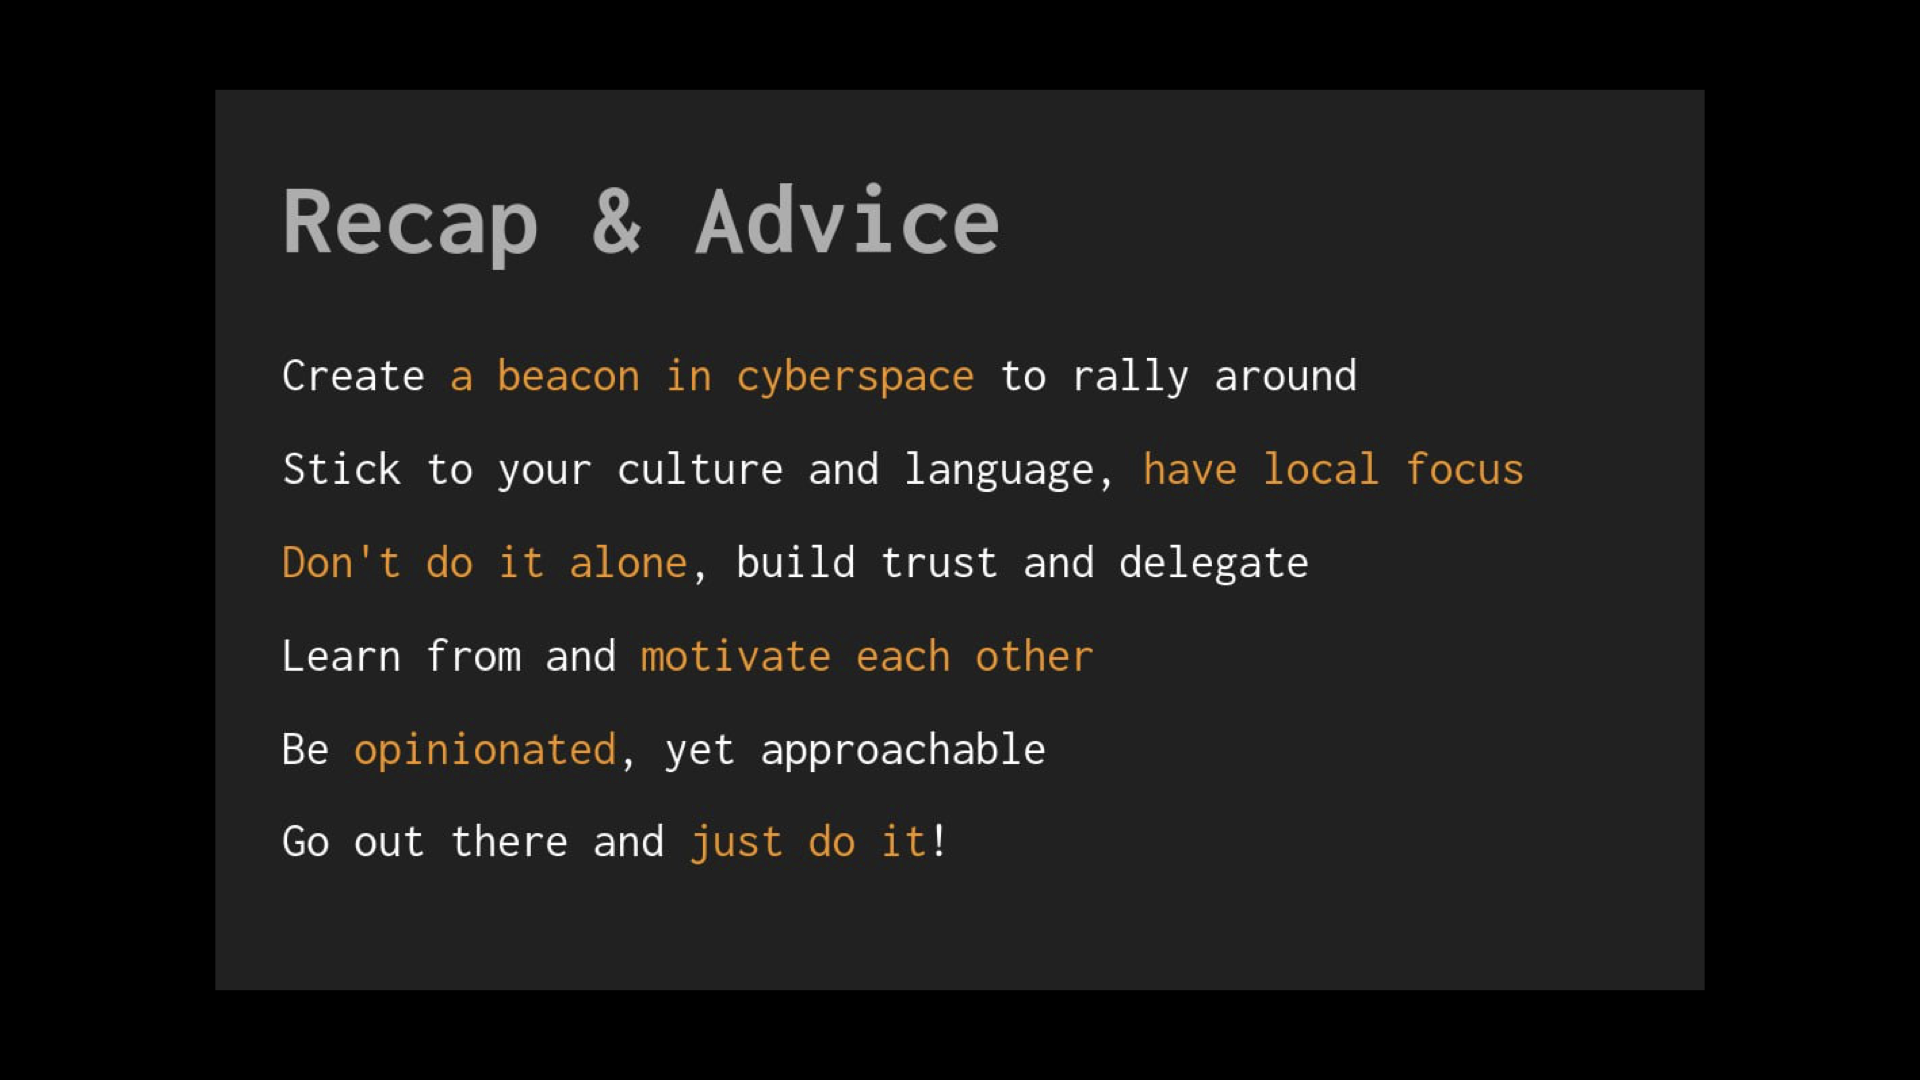 Recap & Advice
Create a beacon in cyberspace to rally around
Stick to your culture and language, have local focus
Don't do it alone, build trust and delegate
Learn from and motivate each other
Be opinionated, yet approachable
Go out there and just do it!